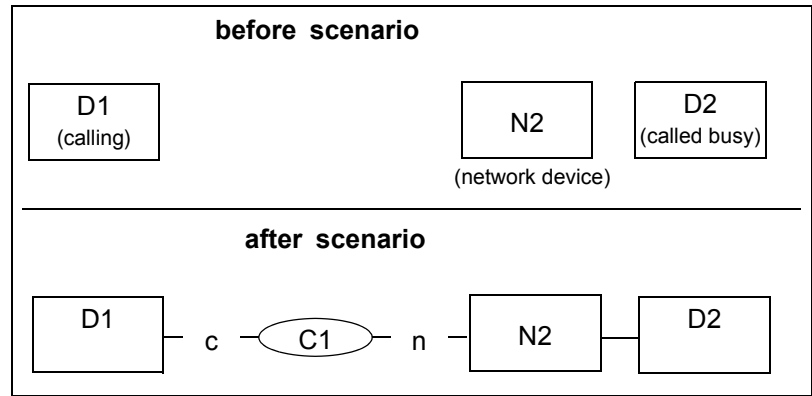 before scenario
D1
(calling)
N2
(network device)
D2
(called busy)
after scenario
D1 c C1 n N2 D2